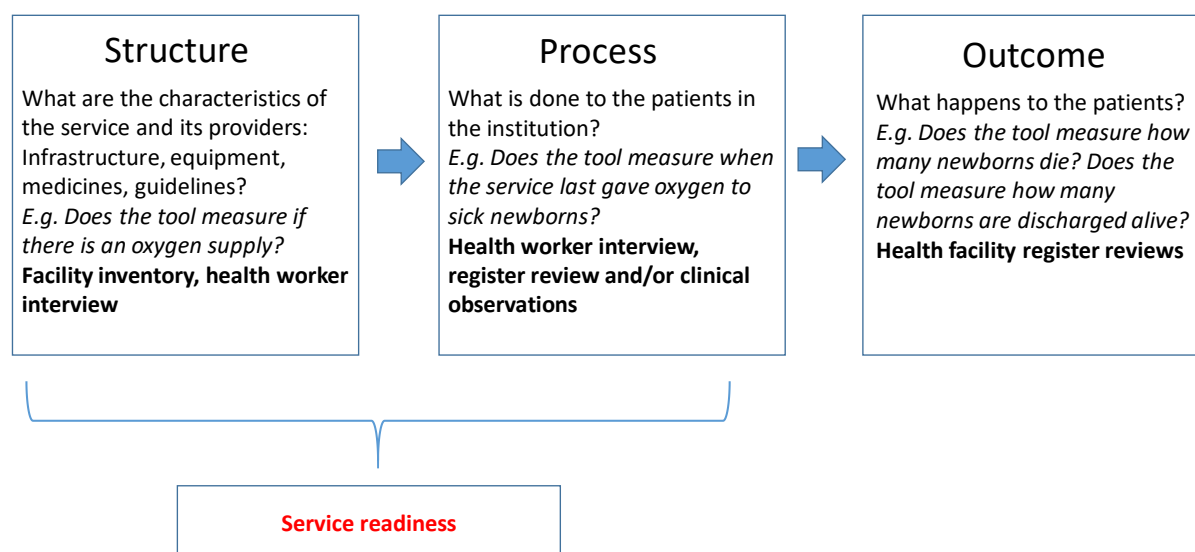 Structure
What are the characteristics of
the service and its providers:
Infrastructure, equipment,
medicines, guidelines?
E.g. Does the tool measure if
there is an oxygen supply?
Facility inventory, health worker
interview
Process
What is done to the patients in
the institution?
E.g. Does the tool measure when
the service last gave oxygen to
sick newborns?
Health worker interview,
register review and/or clinical
observations
Outcome
What happens to the patients?
E.g. Does the tool measure how
many newborns die? Does the
tool measure how many
newborns are discharged alive?
Health facility register reviews
Service readiness